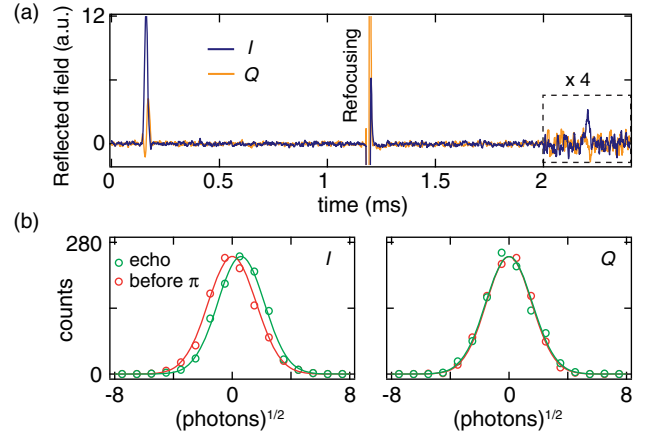 (a)
12
0
Reflected field (a.u.)
I
Q
Refocusing
x 4
0
0.5
1
1.5
2
time (ms)
(b)
280
0
counts
echo
before π
I
Q
-8
0
8
-8
0
8
(photons)1/2
(photons)1/2